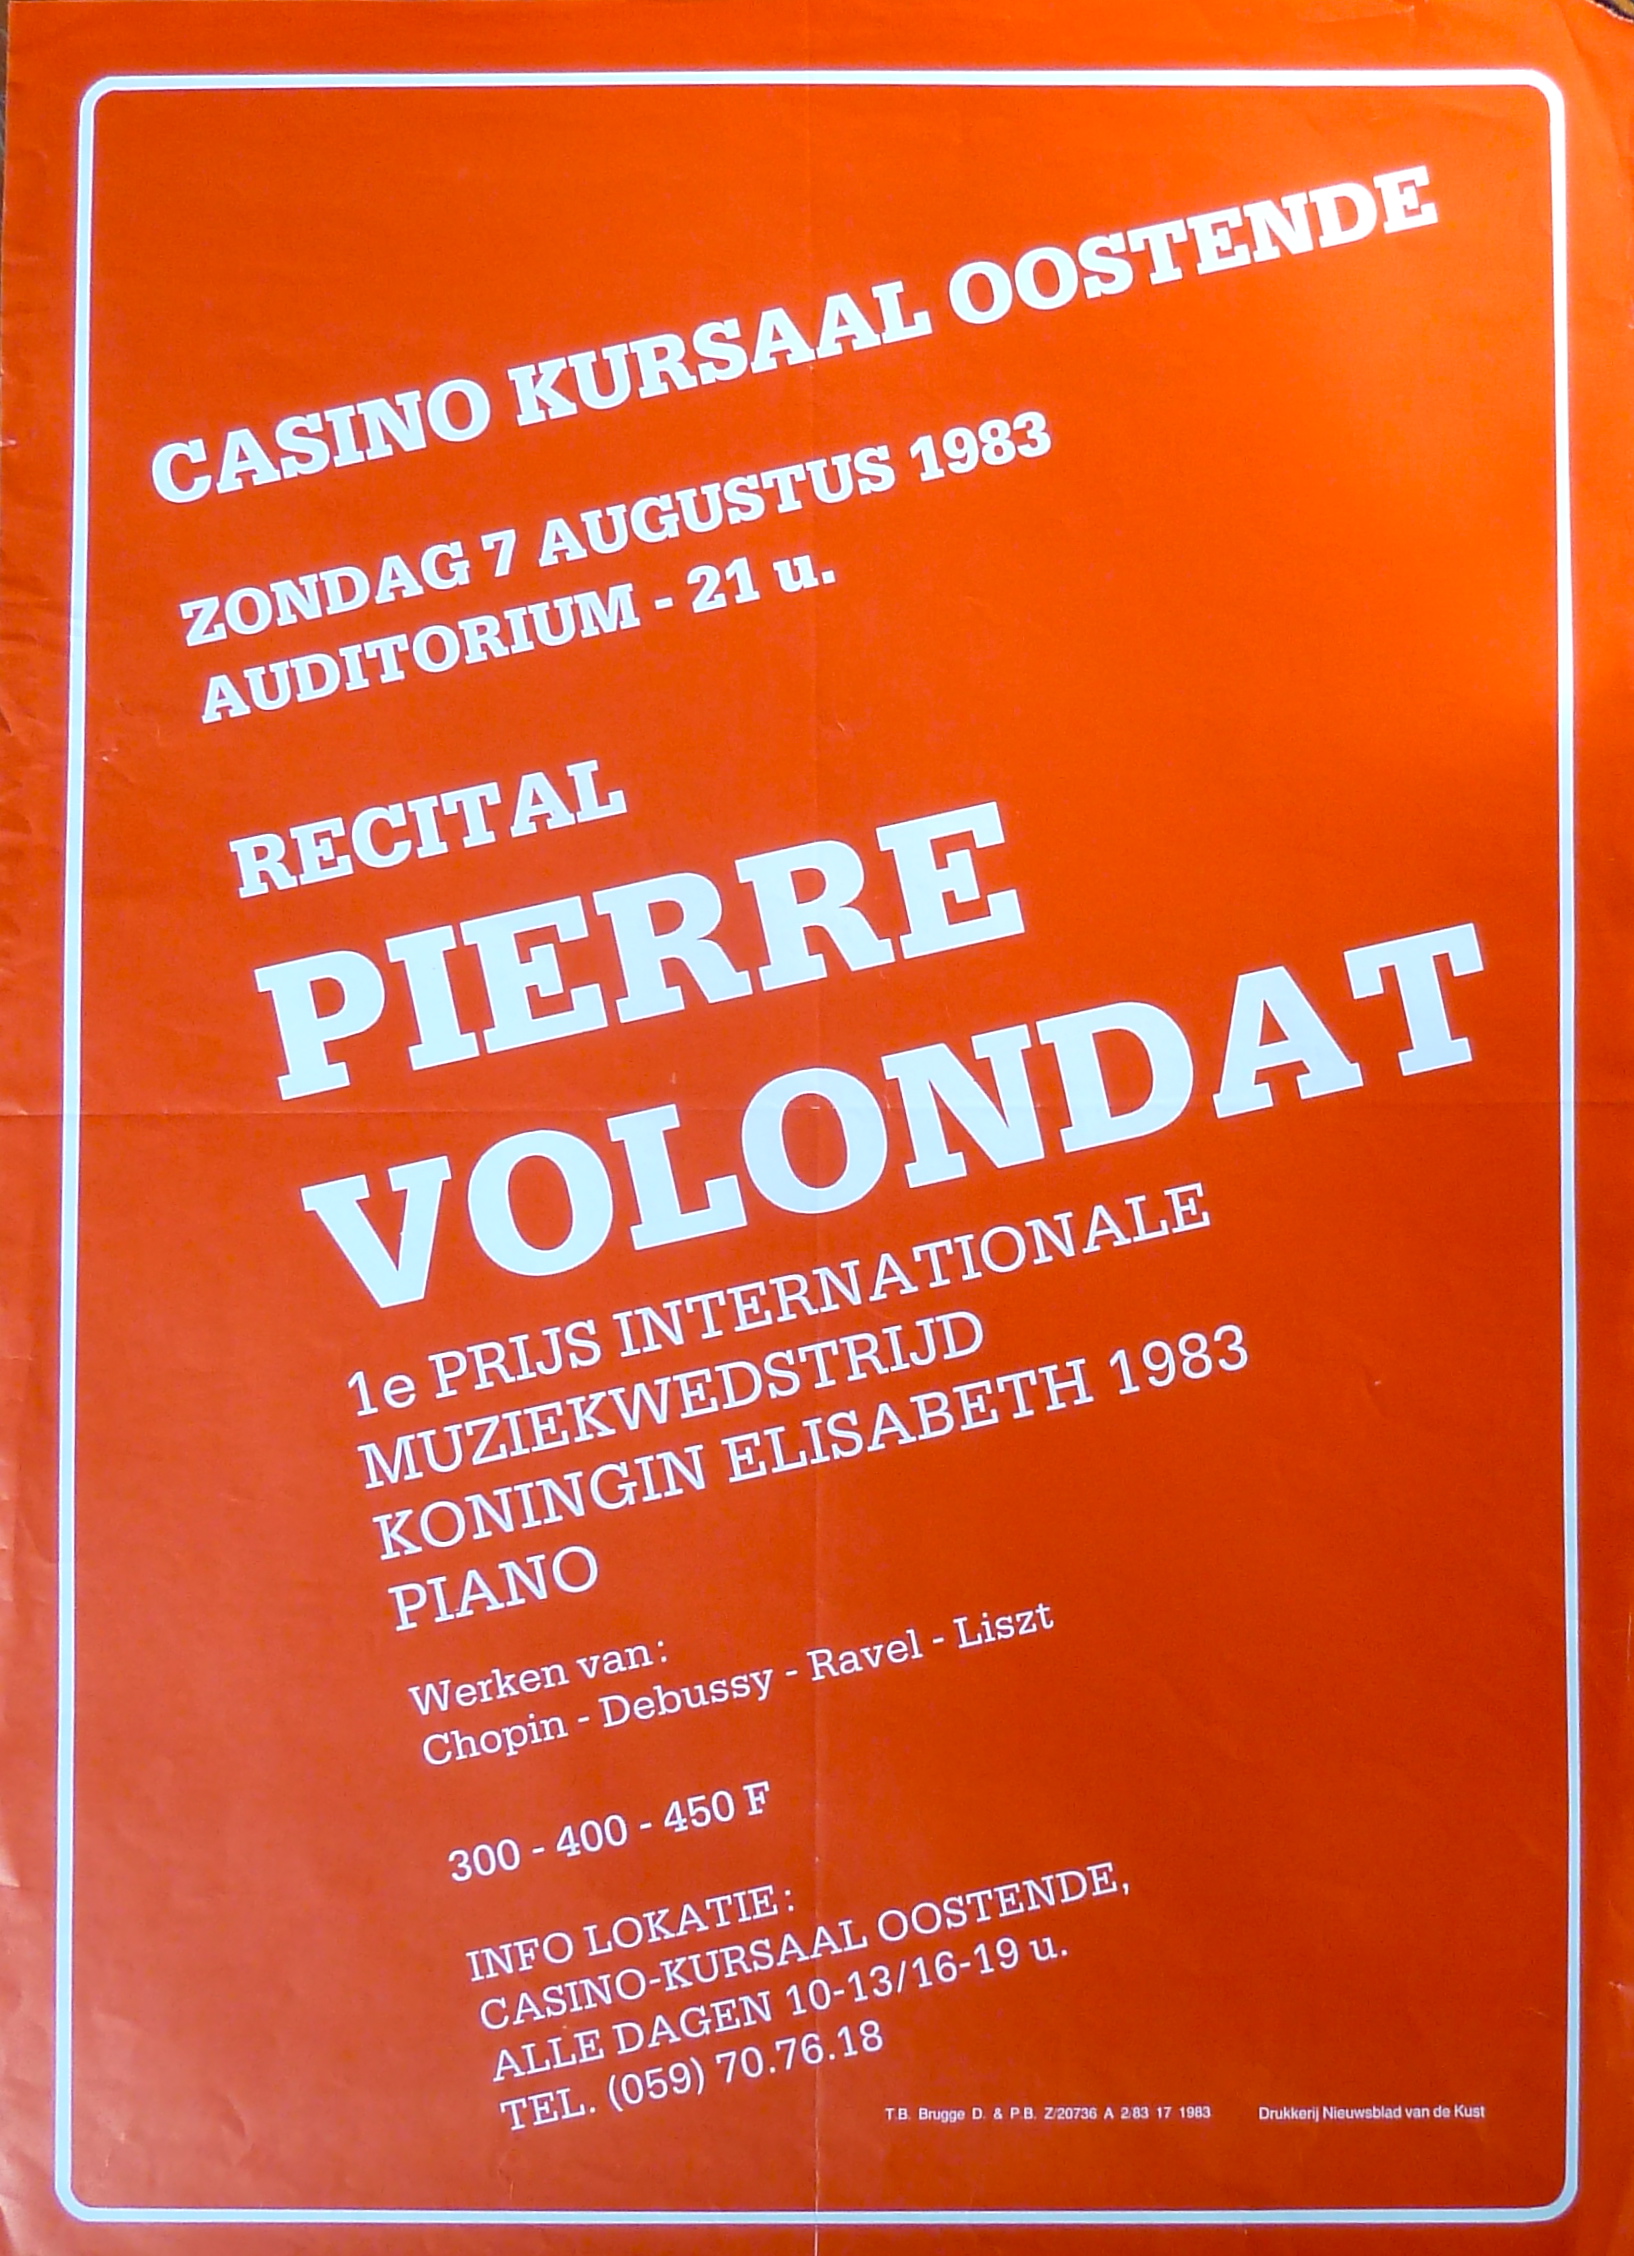 CASINO KURSAAL OOSTENDE
ZONDAG 7 AUGUSTUS 1983
AUDITORIUM - 21 u.
RECITAL
PIERRE
VOLONDAT
1e PRIJS INTERNATIONALE
MUZIEKWEDSTRIJD
KONINGIN ELISABETH 1983
PIANO
Werken van:
Chopin - Debussy - Ravel - Liszt
300 - 400 - 450 F
INFO LOKATIE:
CASINO-KURSAAL OOSTENDE,
ALLE DAGEN 10-13/16-19 u.
TEL. (059) 70.76.18
T.B. Brugge D. & P.B. Z/20736 A 2/83 17 1983 Drukkerij Nieuwsblad van de Kust